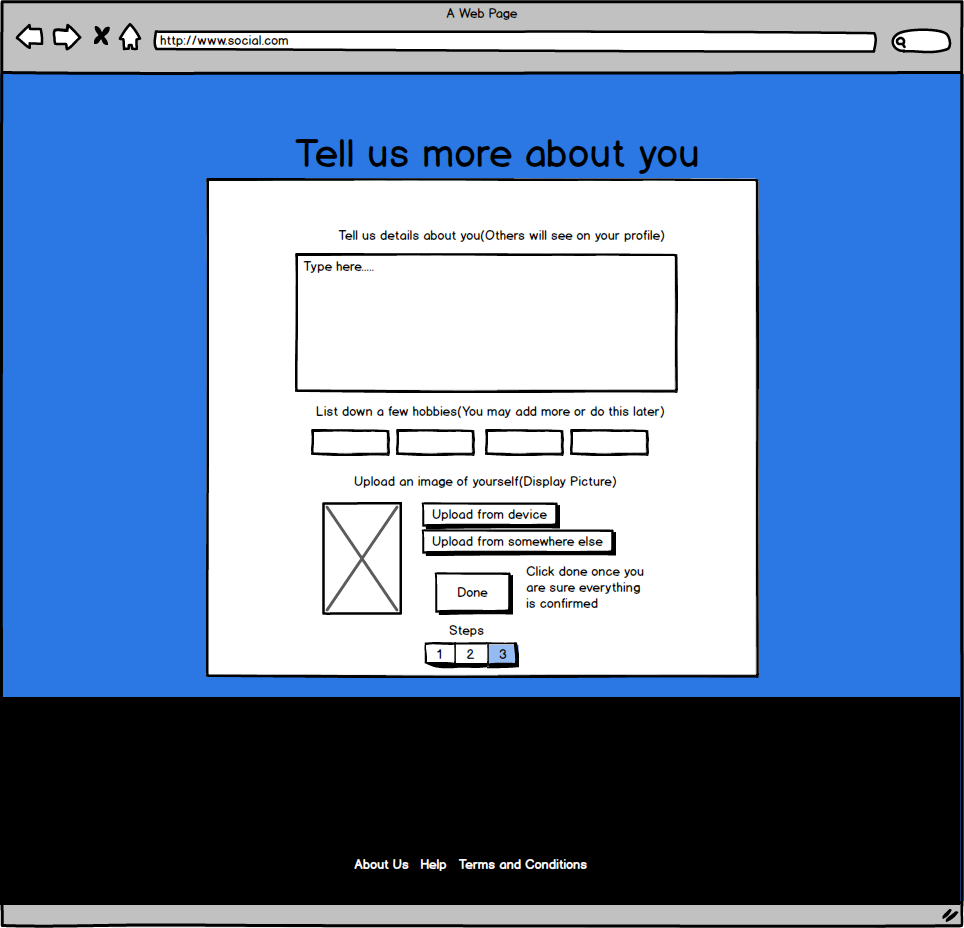 A Web Page
http://www.social.com
Tell us more about you
Tell us details about you(Others will see on your profile)
Type here.....
List down a few hobbies(You may add more or do this later)
Upload an image of yourself(Display Picture)
Upload from device
Upload from somewhere else
Done
Click done once you
are sure everything
is confirmed
Steps
1 2 3
About Us Help Terms and Conditions